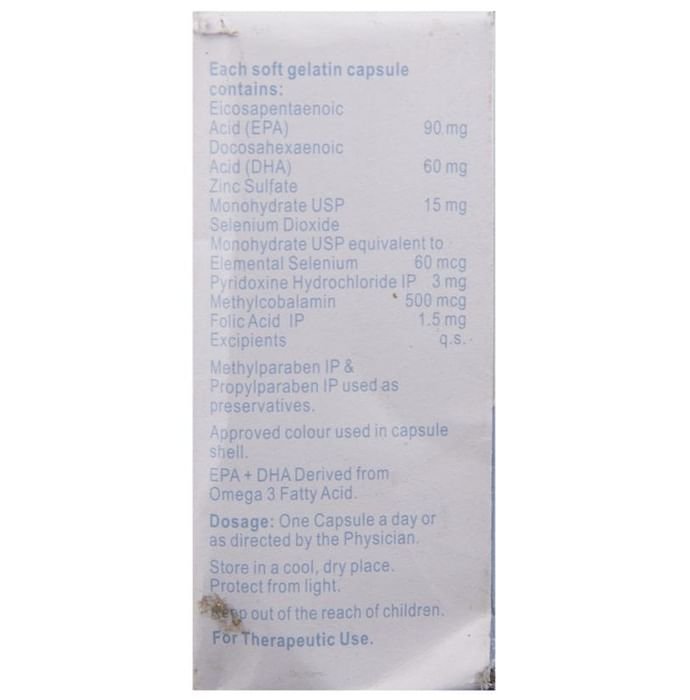 Each soft gelatin capsule
contains:
Eicosapentaenoic
Acid (EPA) 90 mg
Docosahexaenoic
Acid (DHA) 60 mg
Zinc Sulfate
Monohydrate USP 15 mg
Selenium Dioxide
Monohydrate USP equivalent to
Elemental Selenium 60 mcg
Pyridoxine Hydrochloride IP 3 mg
Methylcobalamin 500 mcg
Folic Acid IP 1.5 mg
Excipients q.s.
Methylparaben IP &
Propylparaben IP used as
preservatives.
Approved colour used in capsule
shell.
EPA + DHA Derived from
Omega 3 Fatty Acid.
Dosage: One Capsule a day or
as directed by the Physician.
Store in a cool, dry place.
Protect from light.
Keep out of the reach of children.
For Therapeutic Use.